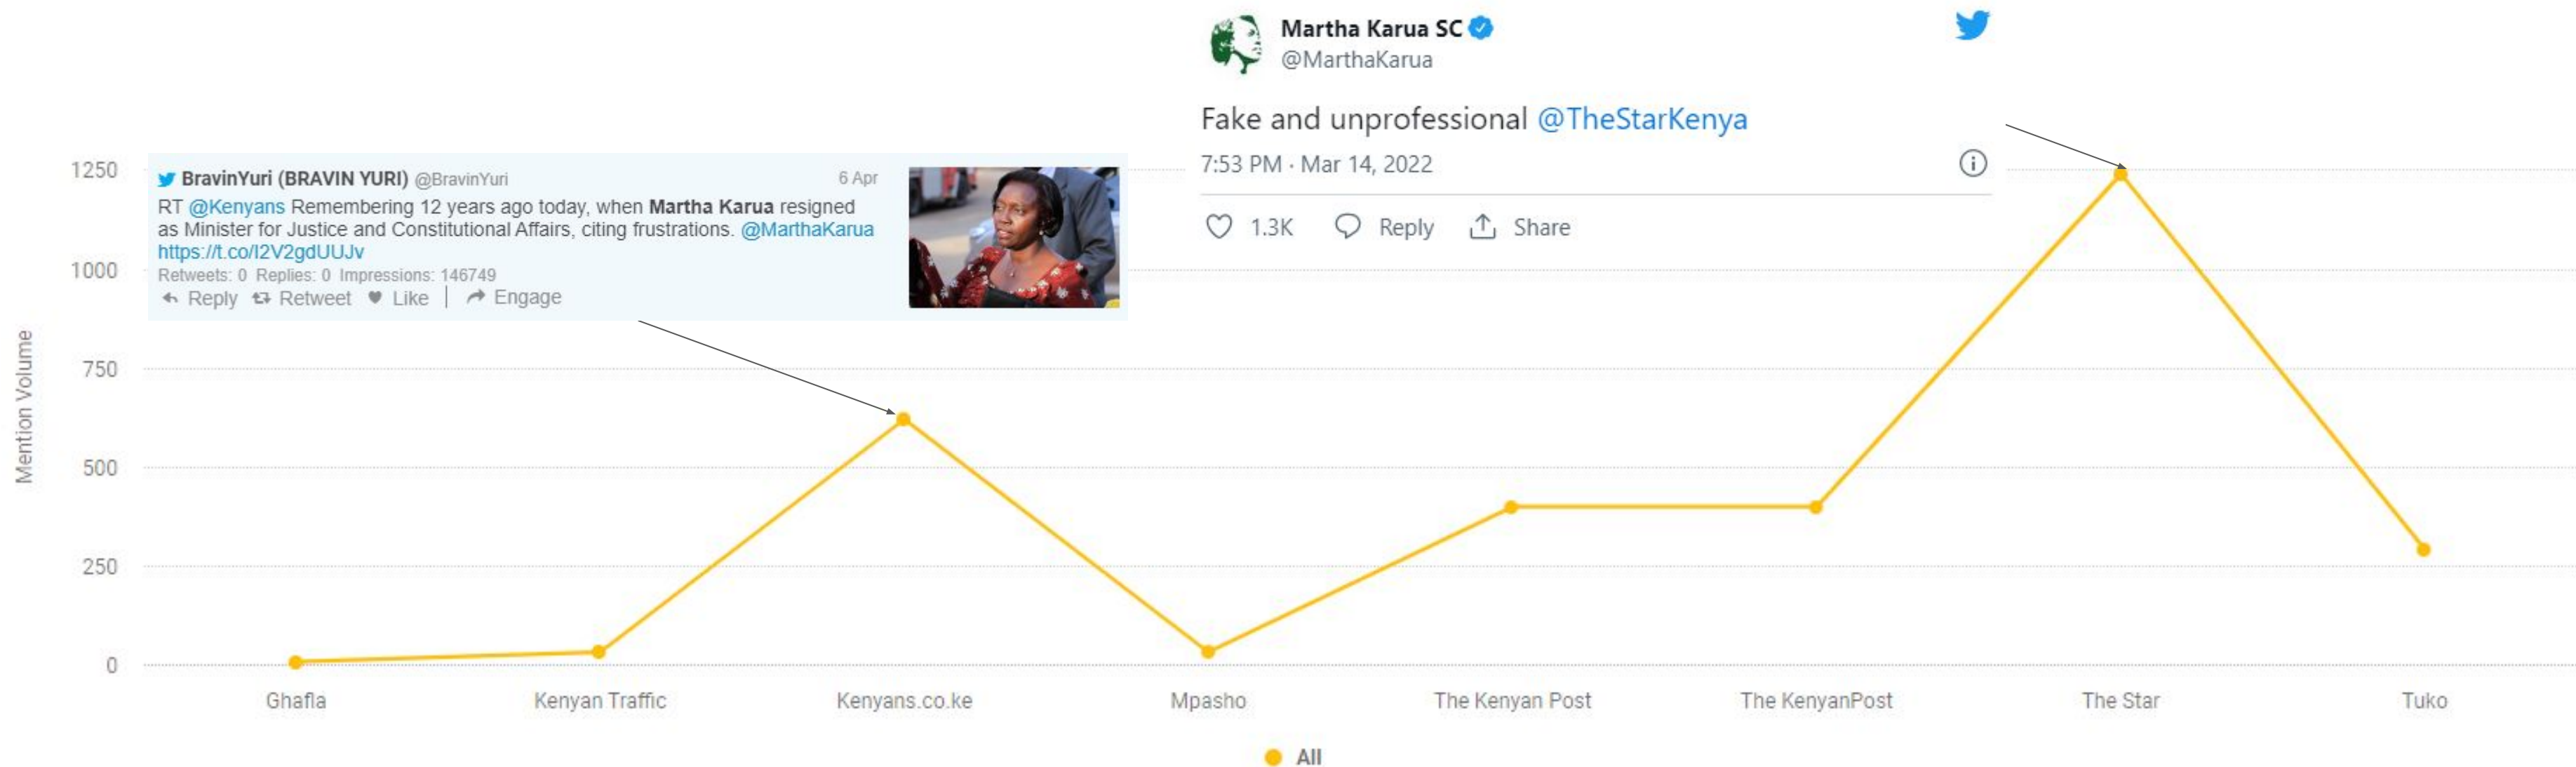 Martha Karua SC
@MarthaKarua
Fake and unprofessional @TheStarKenya
7:53 PM · Mar 14, 2022
1.3K Reply Share
BravinYuri (BRAVIN YURI) @BravinYuri 6 Apr
RT @Kenyans Remembering 12 years ago today, when Martha Karua resigned
as Minister for Justice and Constitutional Affairs, citing frustrations. @MarthaKarua
https://t.co/I2V2gdUUJv
Retweets: 0 Replies: 0 Impressions: 146749
Reply Retweet Like | Engage
Mention Volume
1250
1000
750
500
250
0
Ghafla Kenyan Traffic Kenyans.co.ke Mpasho The Kenyan Post The KenyanPost The Star Tuko
All